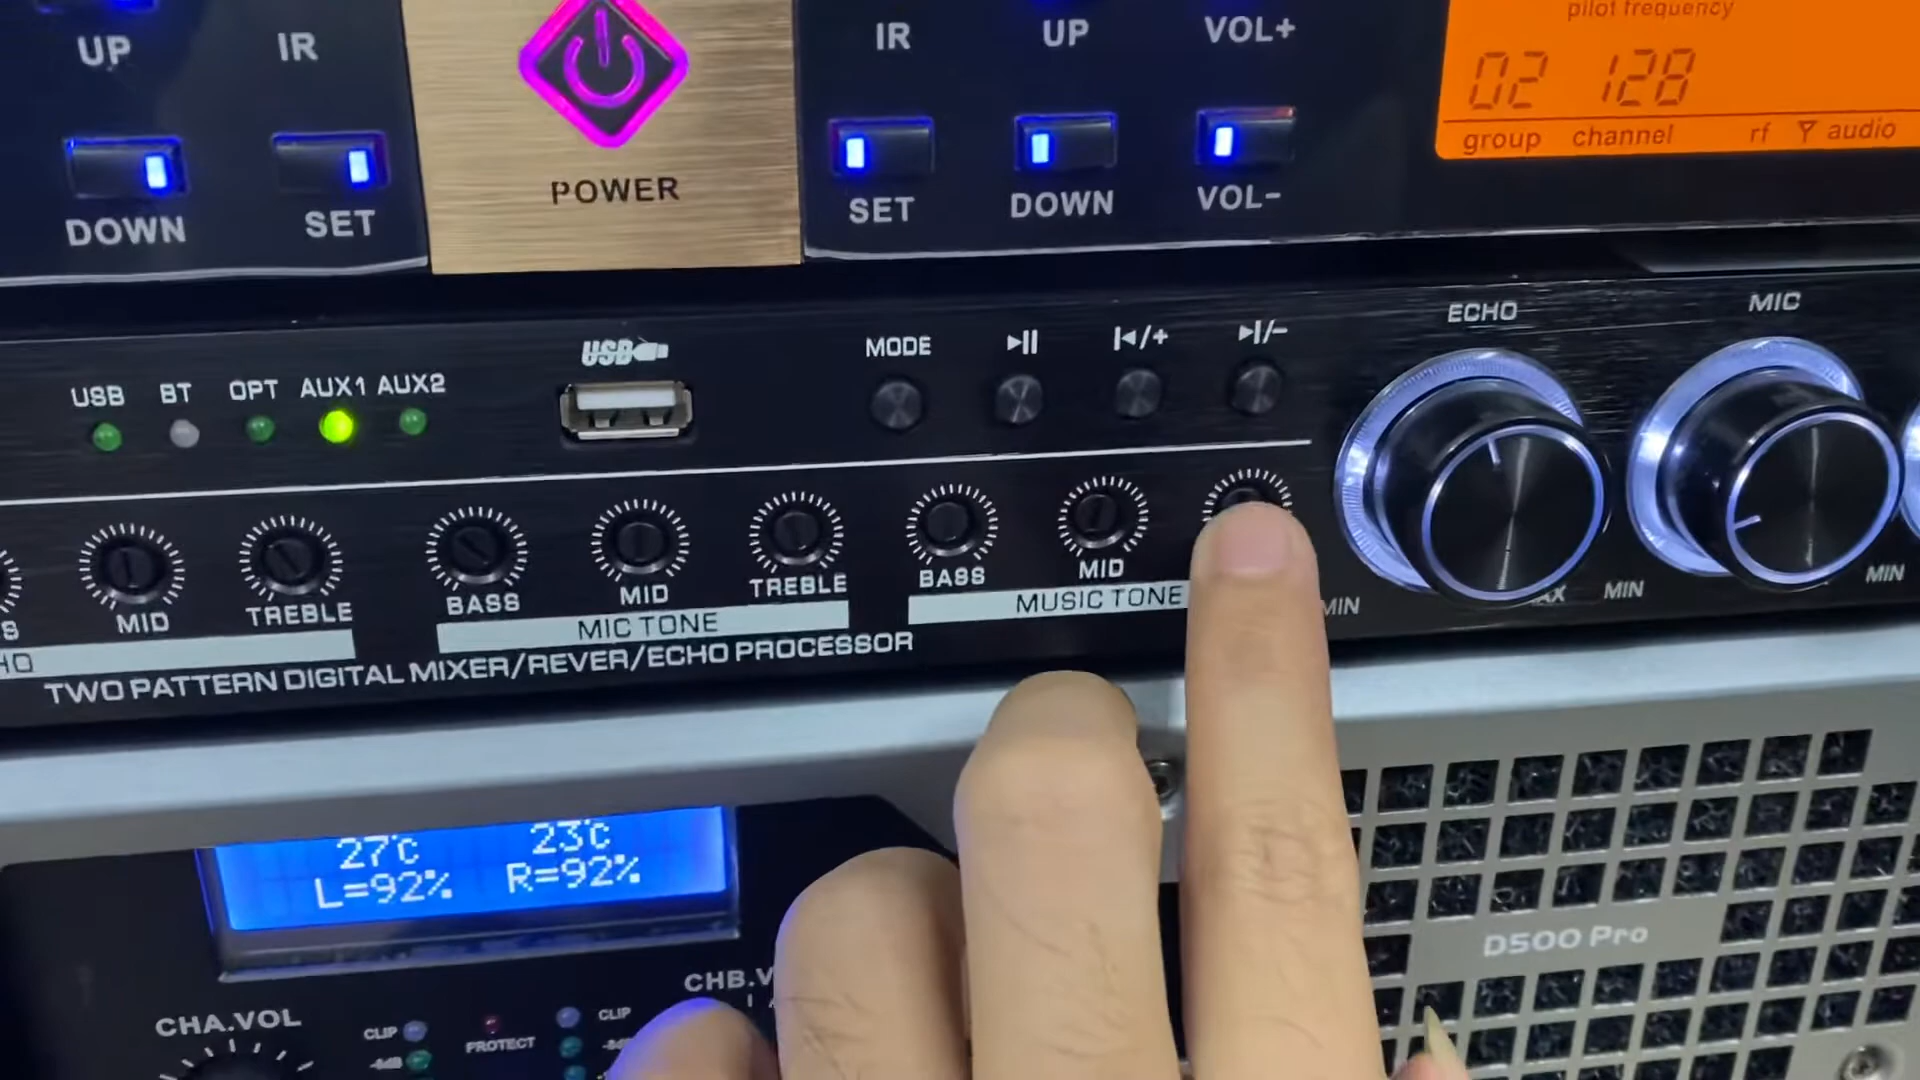 UP IR
DOWN SET
POWER
IR UP VOL+
SET DOWN VOL-
pilot frequency
02 128
group channel rf audio
USB BT OPT AUX1 AUX2
USB
MODE ⏯ |◀/+ ▶|/-
ECHO MIC
MID TREBLE
BASS MID TREBLE
MIC TONE
BASS MID
MUSIC TONE
MIN MIN MIN
TWO PATTERN DIGITAL MIXER/REVER/ECHO PROCESSOR
27℃ 23℃
L=92% R=92%
D500 Pro
CHA.VOL
CLIP PROTECT CLIP